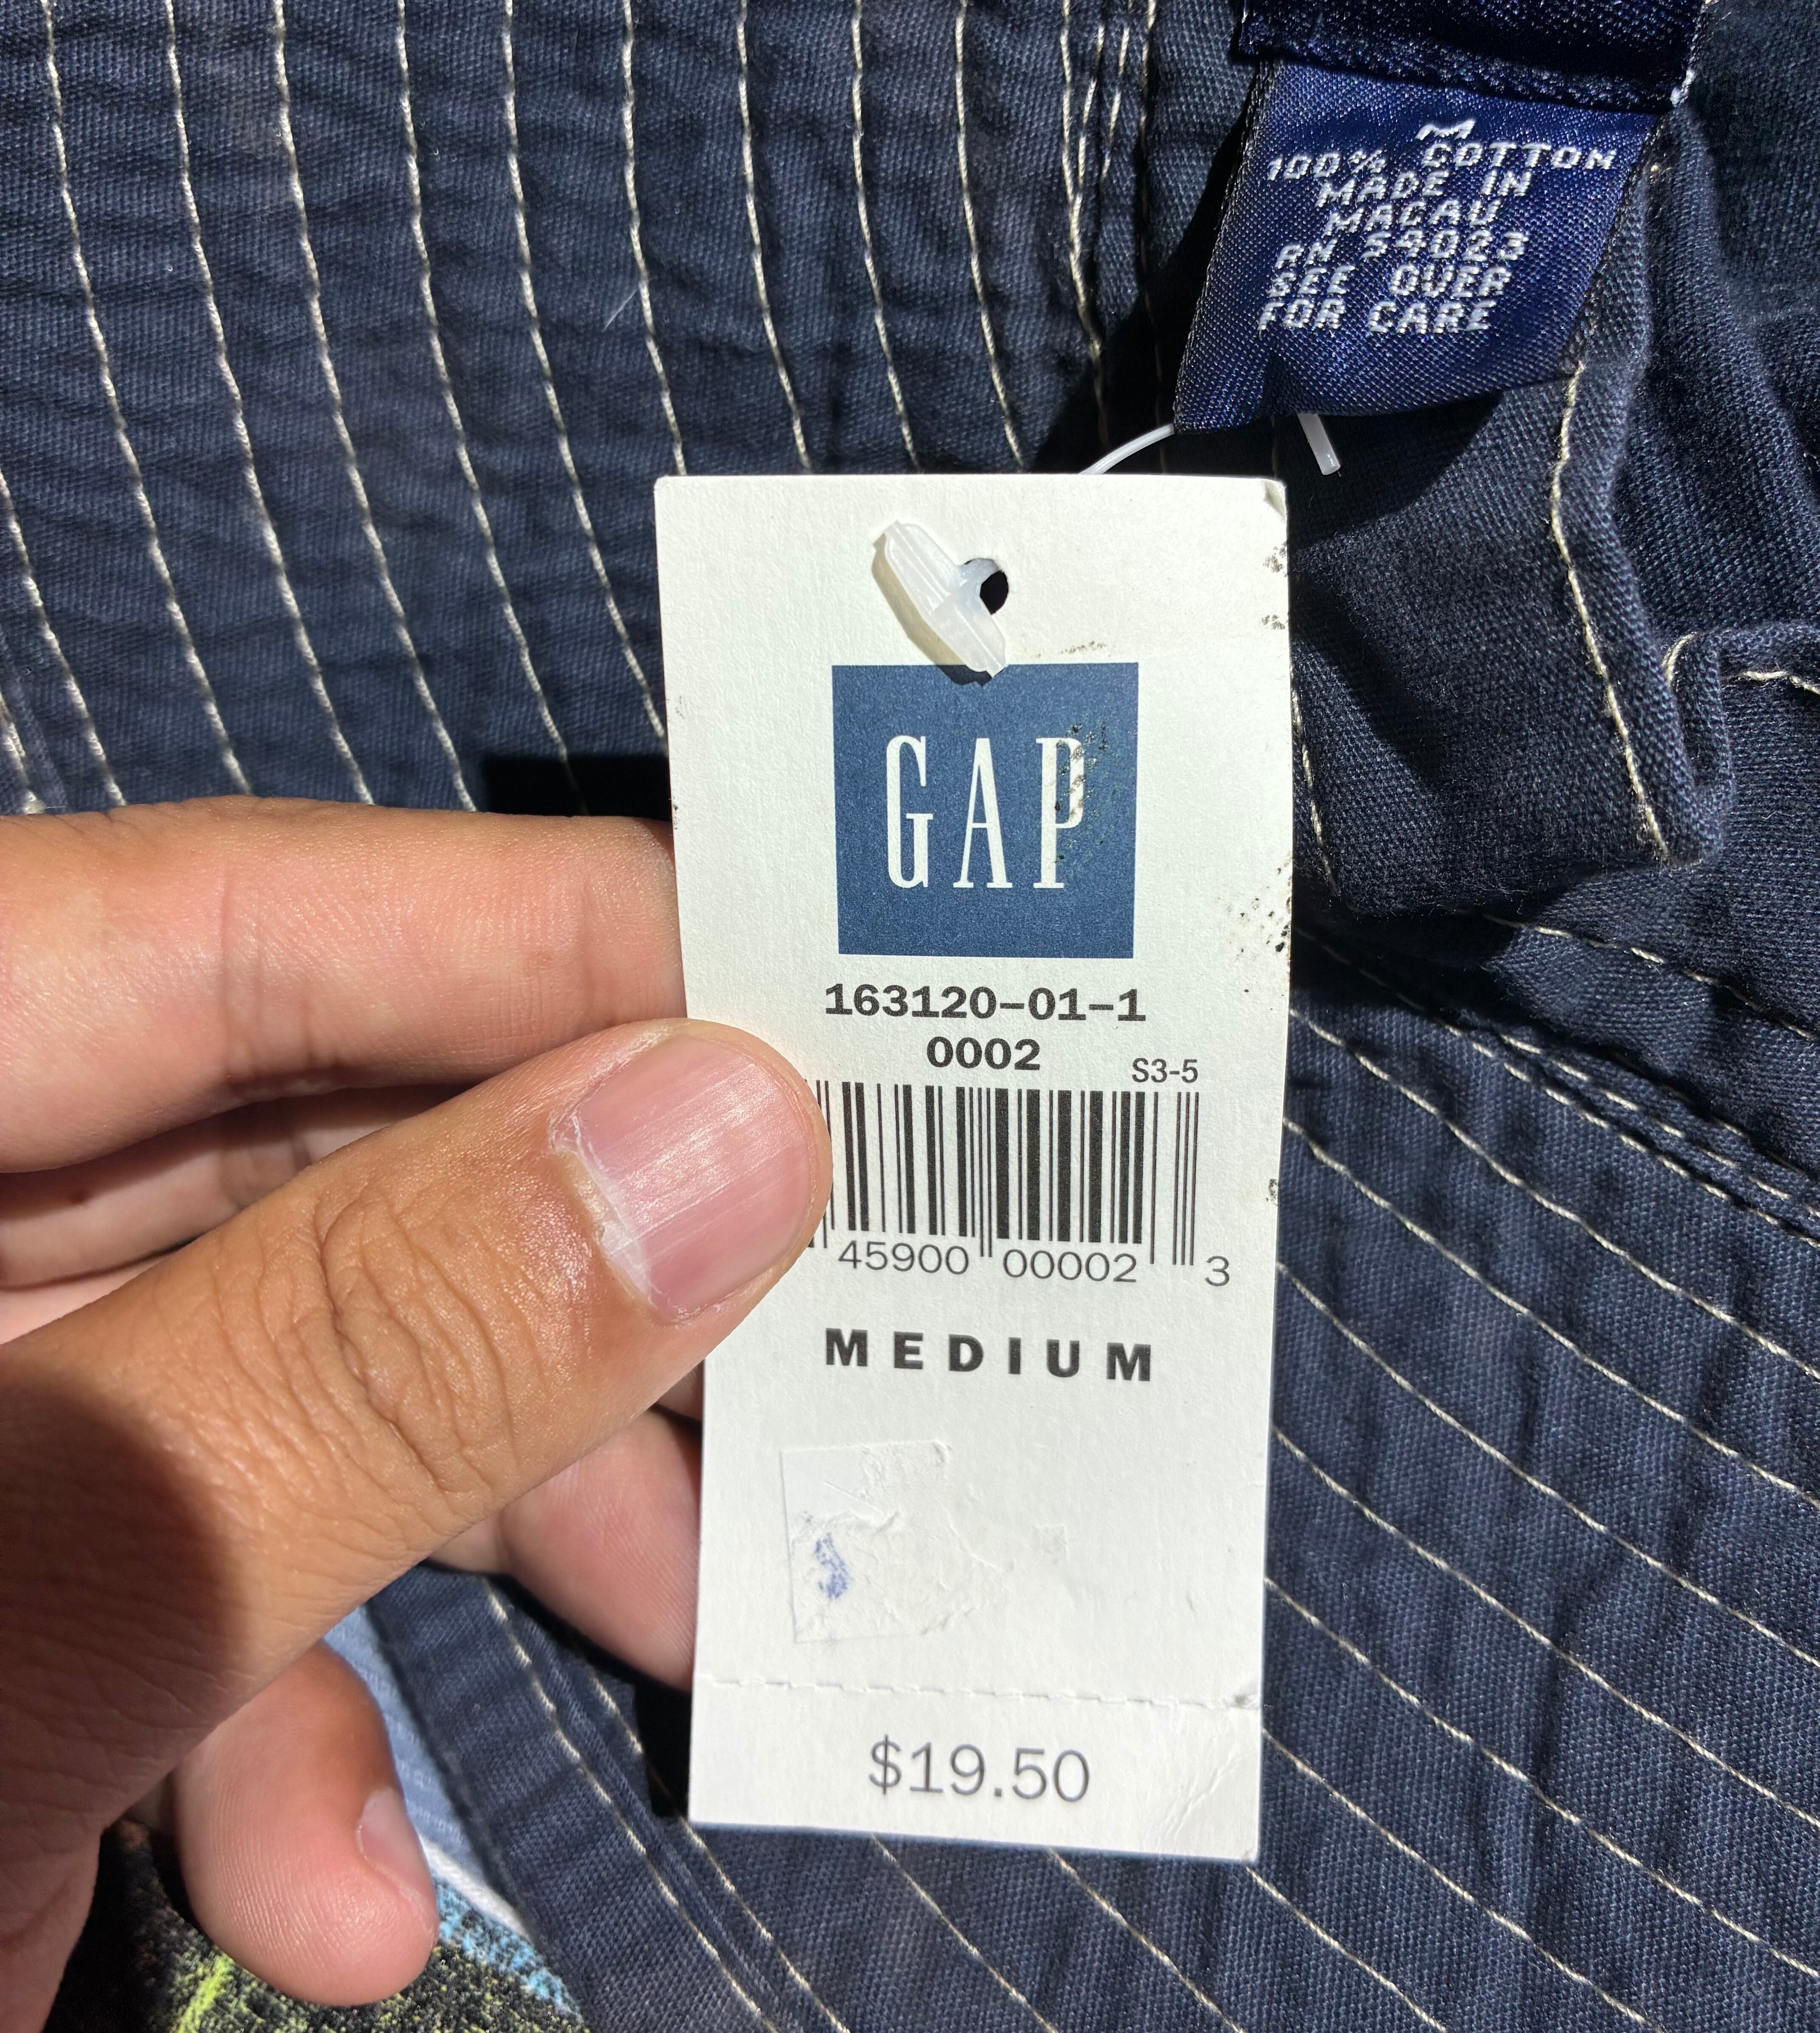 M
100% COTTON
MADE IN
MACAU
RN 54023
SEE OVER
FOR CARE
GAP
163120-01-1
0002
S3-5
45900 00002 3
MEDIUM
$19.50